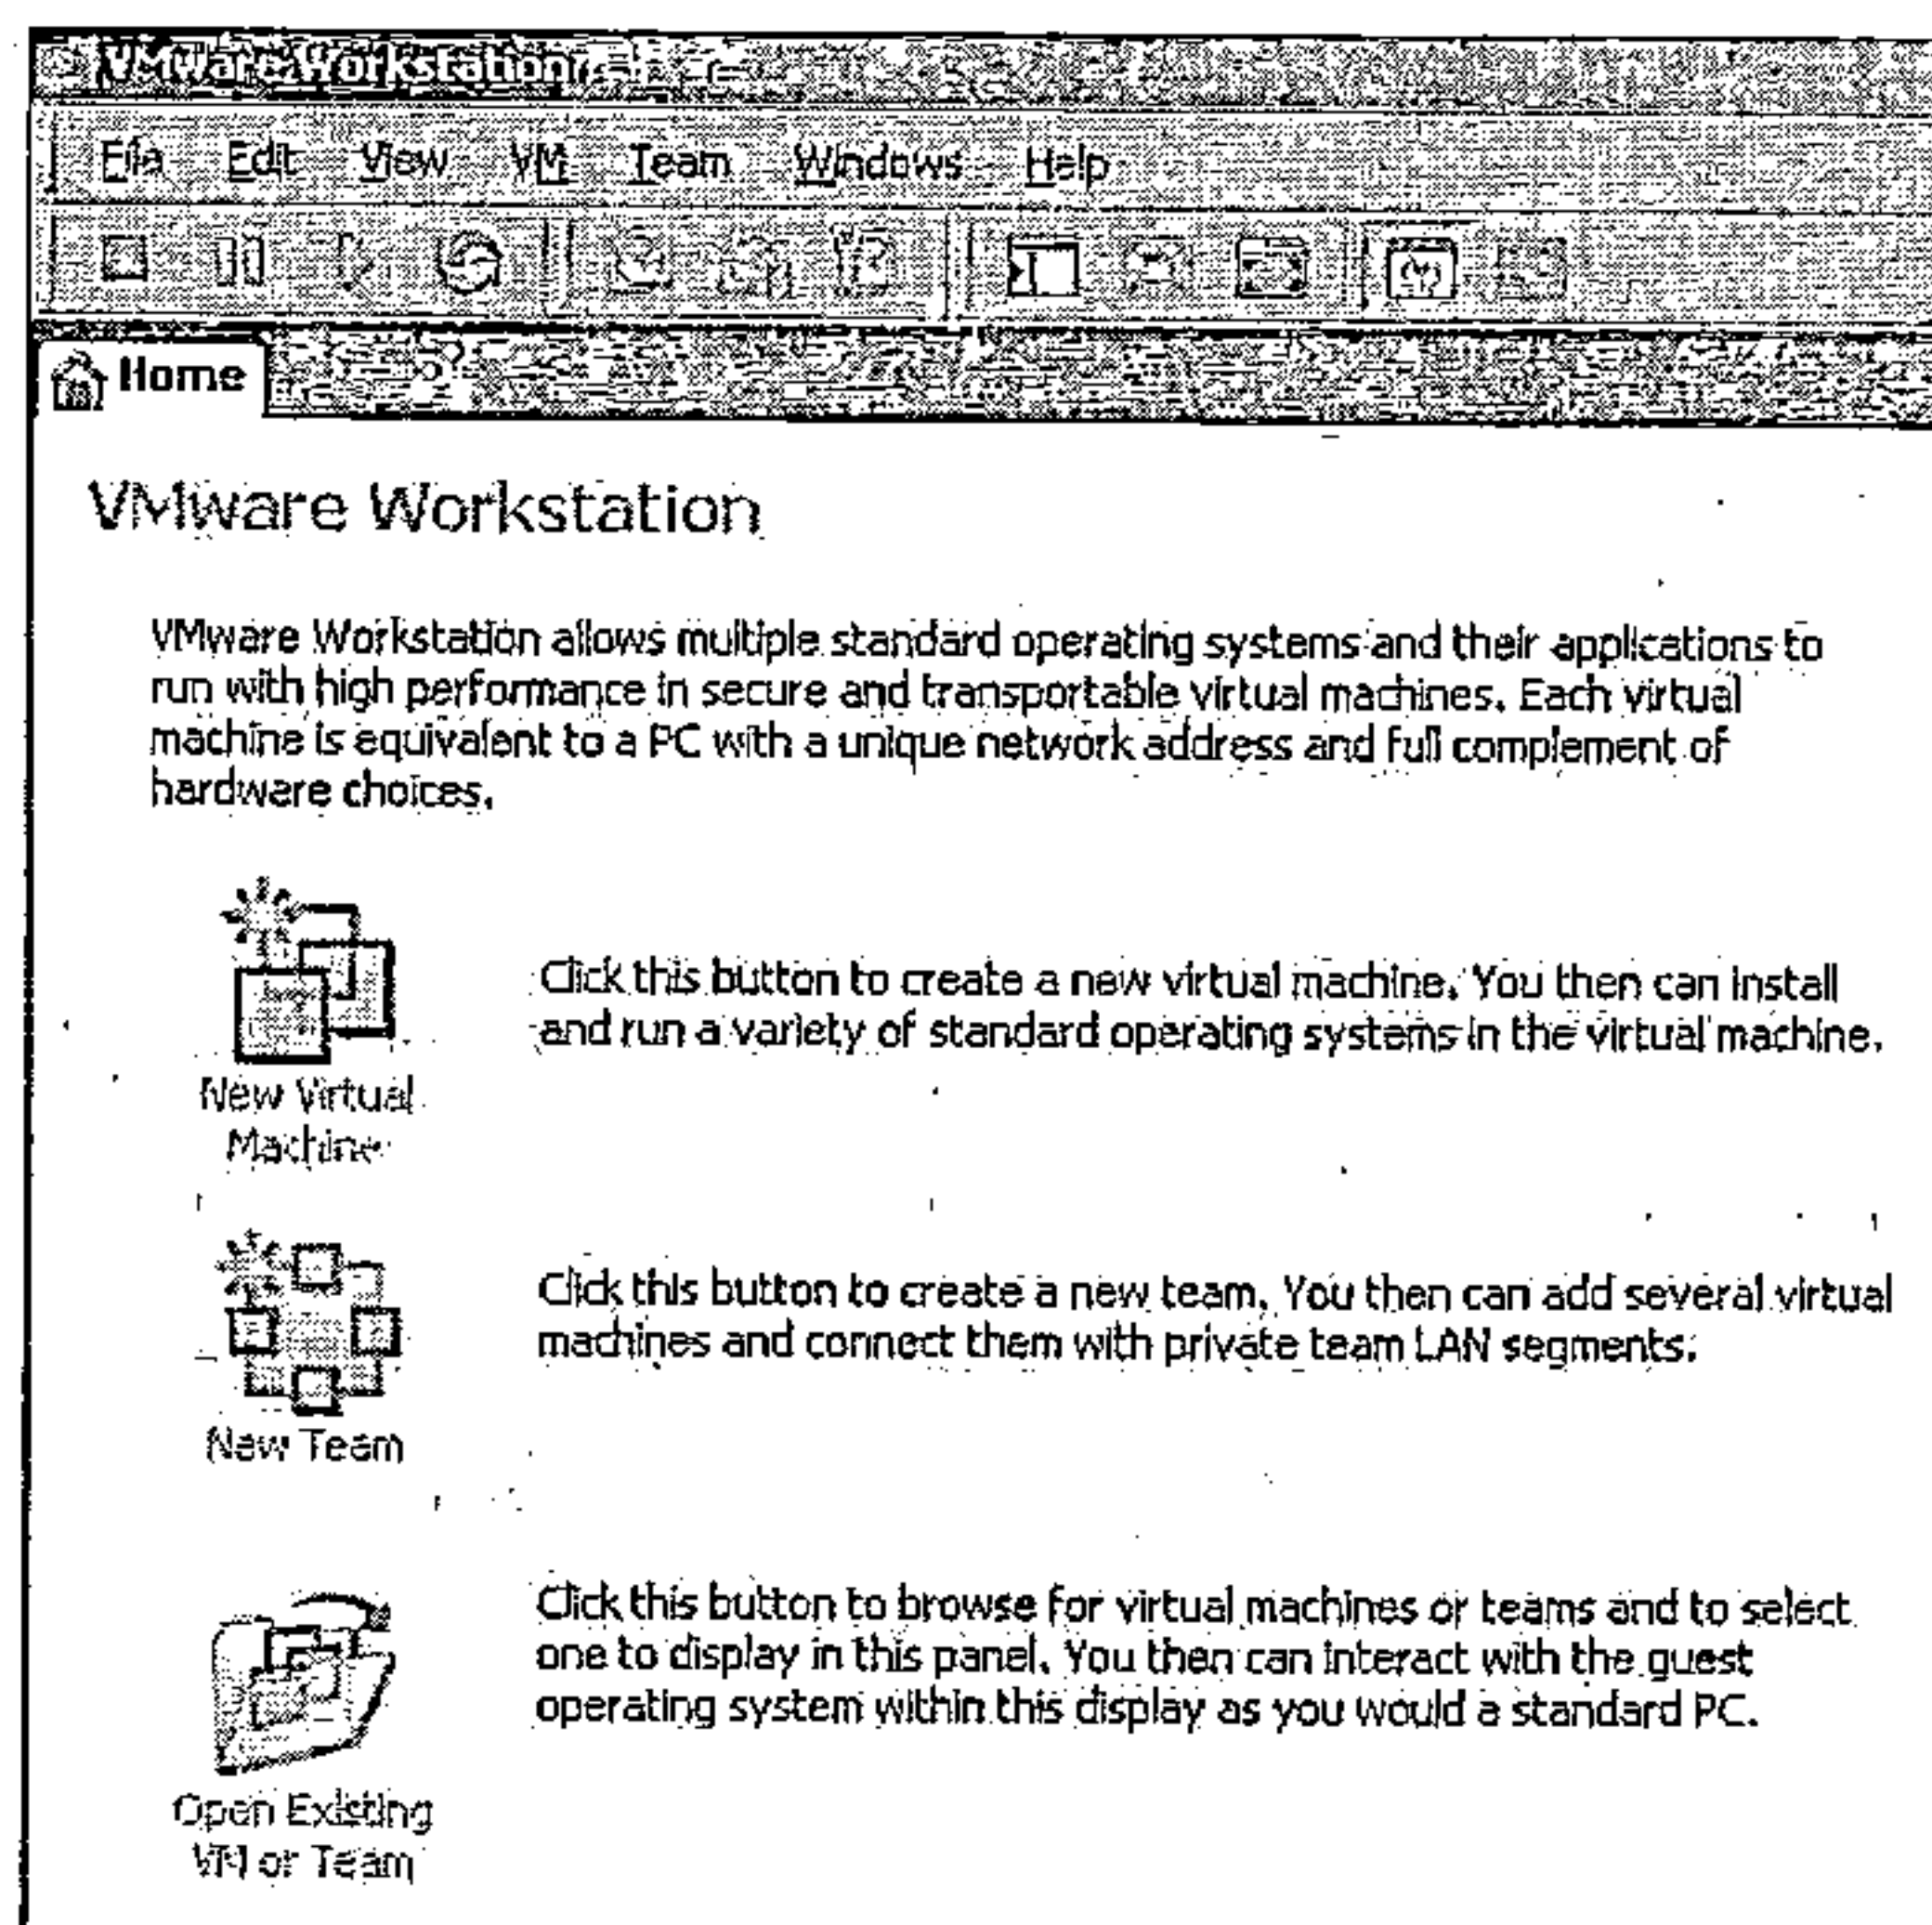 VMware Workstation
File Edit View VM Team Windows Help
Home
VMware Workstation
VMware Workstation allows multiple standard operating systems and their applications to
run with high performance in secure and transportable virtual machines. Each virtual
machine is equivalent to a PC with a unique network address and full complement of
hardware choices.
Click this button to create a new virtual machine. You then can install
and run a variety of standard operating systems in the virtual machine.
New Virtual
Machine
Click this button to create a new team. You then can add several virtual
machines and connect them with private team LAN segments.
New Team
Click this button to browse for virtual machines or teams and to select
one to display in this panel. You then can interact with the guest
operating system within this display as you would a standard PC.
Open Existing
VM or Team